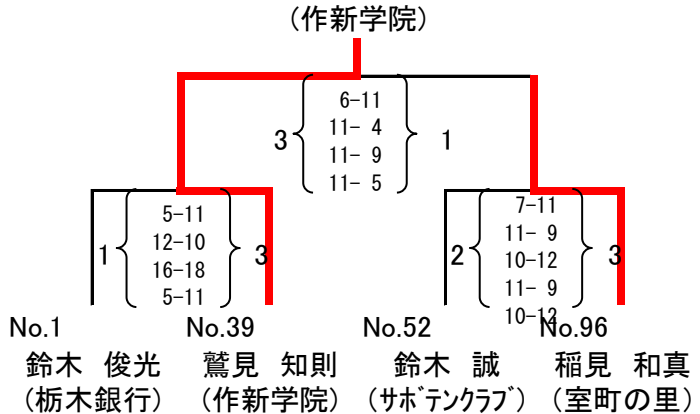 (作新学院)
6-11
3 11- 4 1
11- 9
11- 5
5-11 7-11
12-10 11- 9
1 16-18 3 2 10-12 3
5-11 11- 9
10-12
No.1 No.39 No.52 No.96
鈴木 俊光 鷲見 知則 鈴木 誠 稲見 和真
(栃木銀行) (作新学院) (サボテンクラブ) (室町の里)